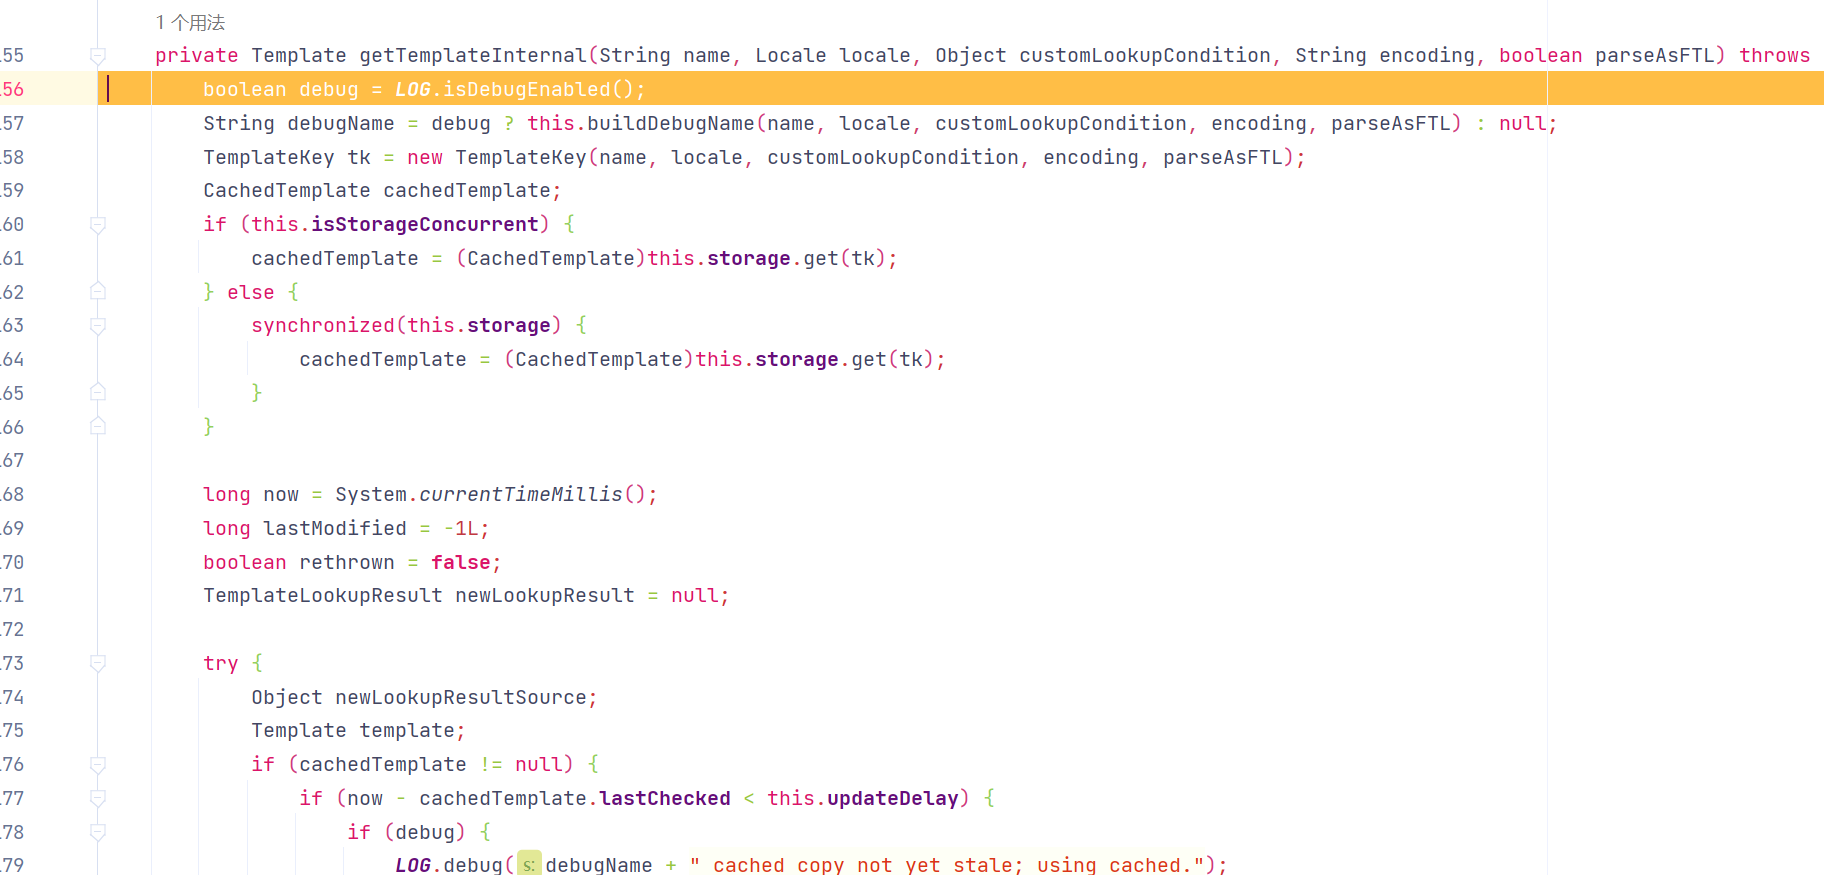 1 个用法
.55 private Template getTemplateInternal(String name, Locale locale, Object customLookupCondition, String encoding, boolean parseAsFTL) throws
.56 boolean debug = LOG.isDebugEnabled();
.57 String debugName = debug ? this.buildDebugName(name, locale, customLookupCondition, encoding, parseAsFTL) : null;
.58 TemplateKey tk = new TemplateKey(name, locale, customLookupCondition, encoding, parseAsFTL);
.59 CachedTemplate cachedTemplate;
.60 if (this.isStorageConcurrent) {
.61 cachedTemplate = (CachedTemplate)this.storage.get(tk);
.62 } else {
.63 synchronized(this.storage) {
.64 cachedTemplate = (CachedTemplate)this.storage.get(tk);
.65 }
.66 }
.67
.68 long now = System.currentTimeMillis();
.69 long lastModified = -1L;
.70 boolean rethrown = false;
.71 TemplateLookupResult newLookupResult = null;
.72
.73 try {
.74 Object newLookupResultSource;
.75 Template template;
.76 if (cachedTemplate != null) {
.77 if (now - cachedTemplate.lastChecked < this.updateDelay) {
.78 if (debug) {
.79 LOG.debug( s: debugName + " cached copy not yet stale; using cached.");